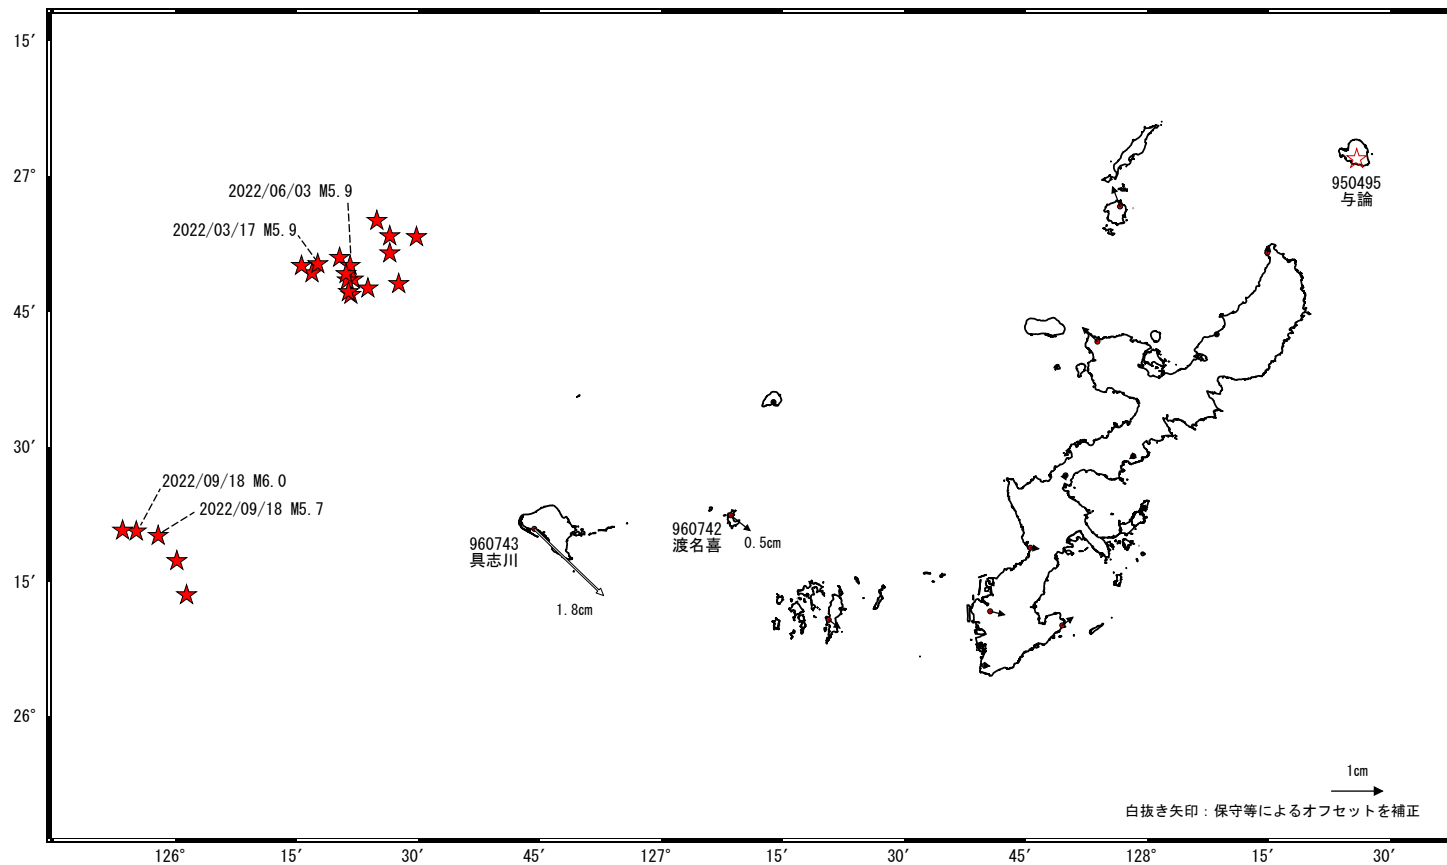 15′
27°
45′
30′
15′
26°
2022/06/03 M5.9
2022/03/17 M5.9
950495
与論
2022/09/18 M6.0
2022/09/18 M5.7
960743
具志川
1.8cm
960742
渡名喜
0.5cm
1cm
白抜き矢印：保守等によるオフセットを補正
126°
15′
30′
45′
127°
15′
30′
45′
128°
15′
30′